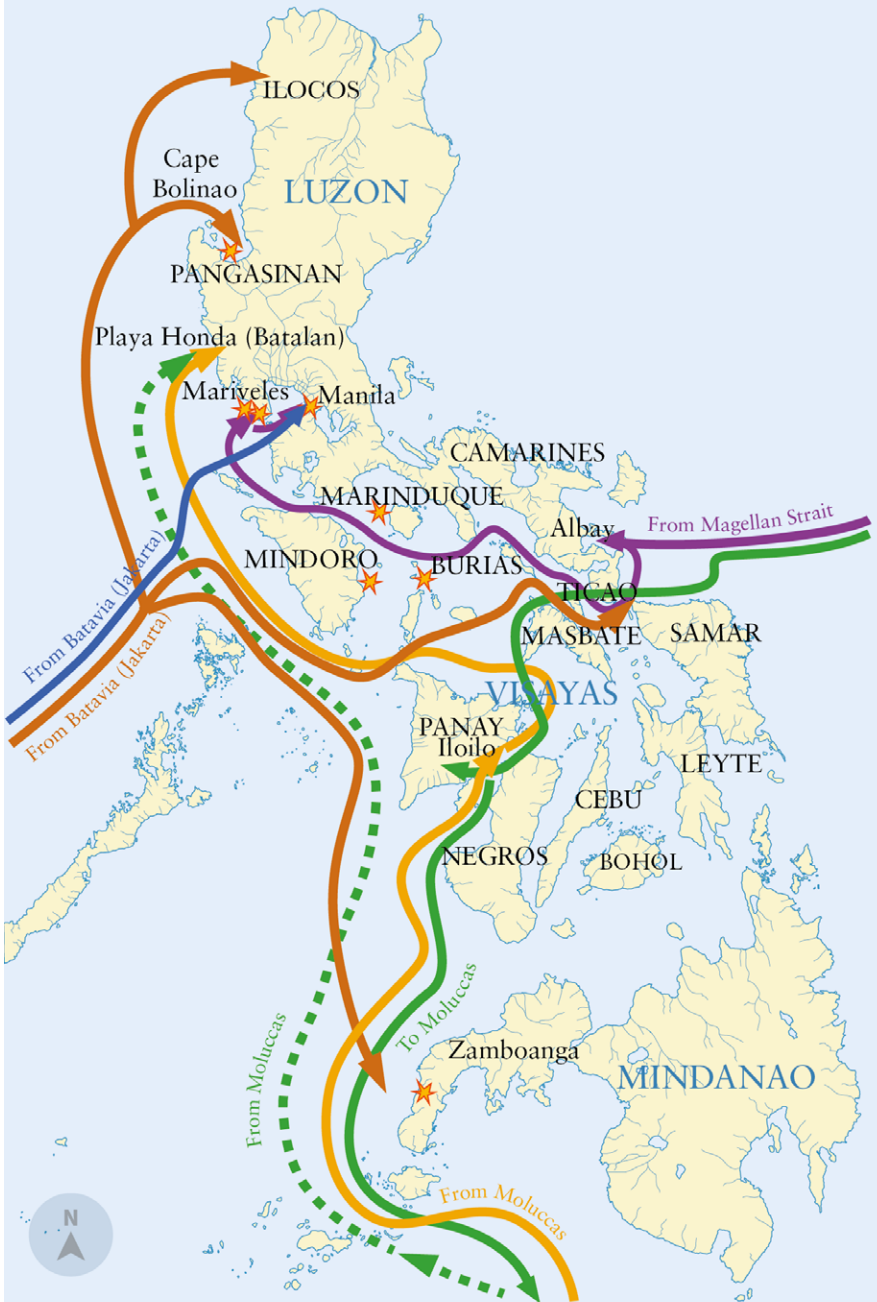 ILOCOS
Cape
Bolinao
LUZON
PANGASINAN
Playa Honda (Batalan)
Mariveles
Manila
CAMARINES
MARINDUQUE
Albay
From Magellan Strait
MINDORO
BURIAS
TICAO
From Batavia (Jakarta)
From Batavia (Jakarta)
MASBATE
SAMAR
VISAYAS
PANAY
Iloilo
LEYTE
CEBÚ
NEGROS
BOHOL
To Moluccas
From Moluccas
Zamboanga
MINDANAO
From Moluccas
N